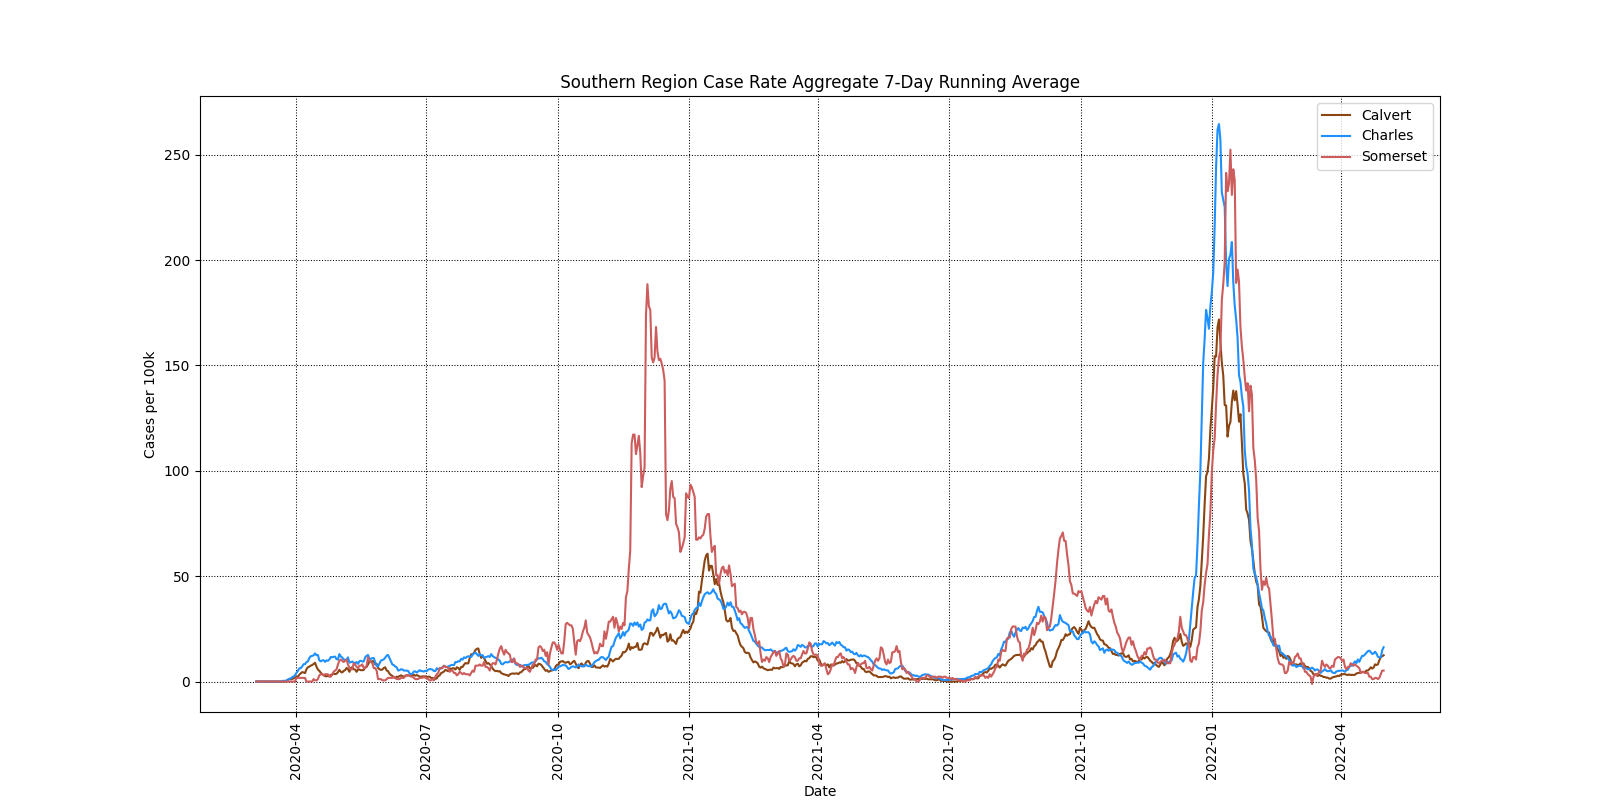 Southern Region Case Rate Aggregate 7-Day Running Average
Calvert
Charles
Somerset
Cases per 100k
250
200
150
100
50
0
2020-04
2020-07
2020-10
2021-01
2021-04
2021-07
2021-10
2022-01
2022-04
Date